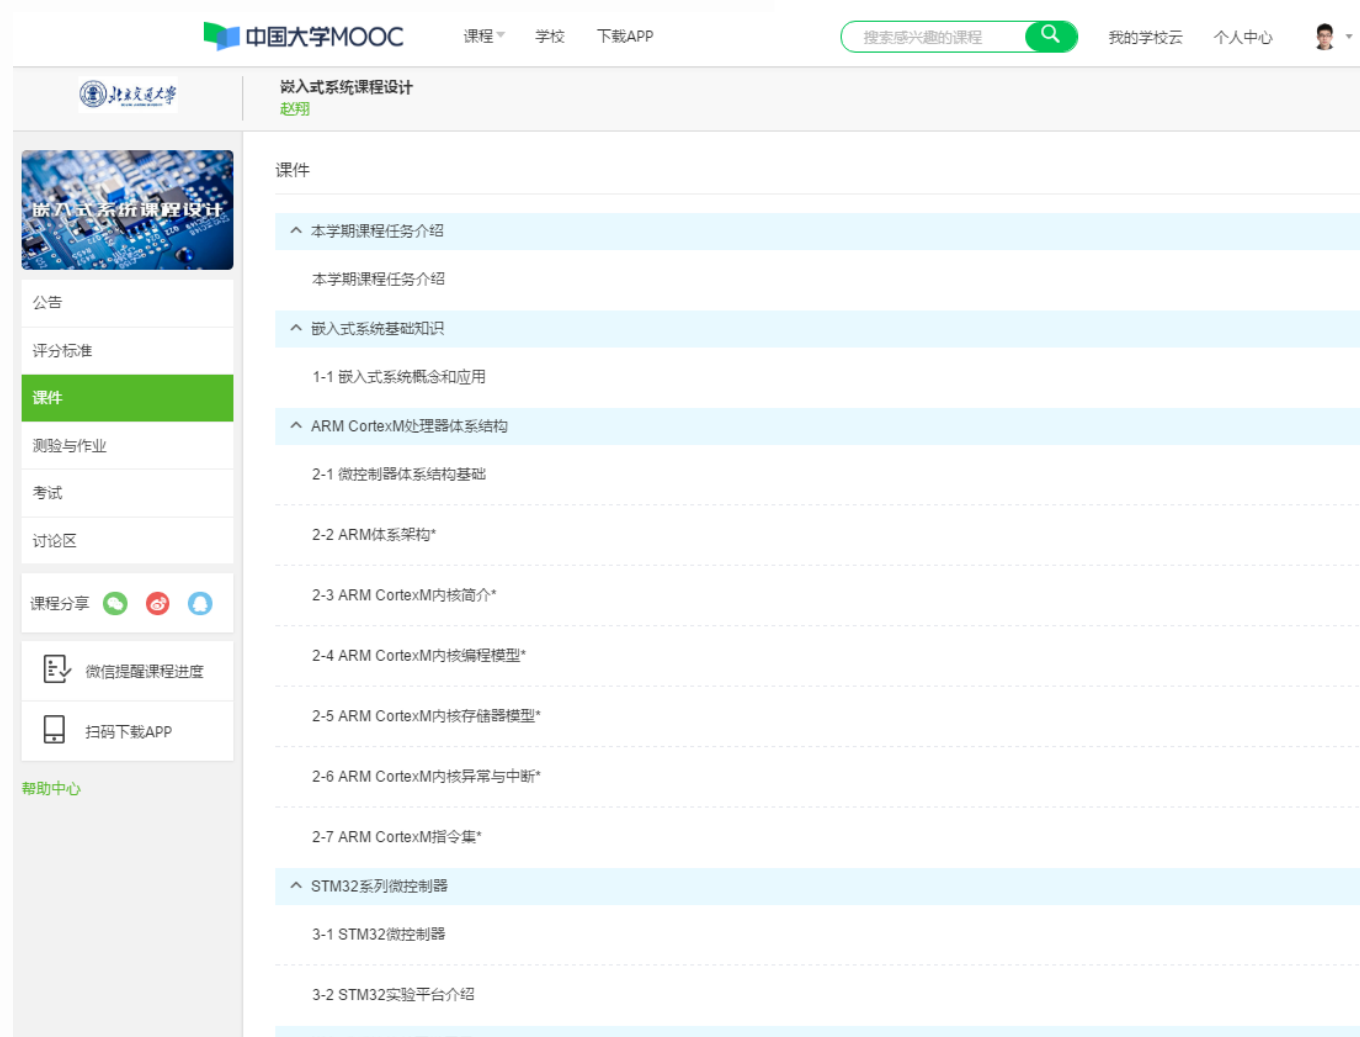 中国大学MOOC
课程 学校 下载APP
搜索感兴趣的课程
我的学校云 个人中心
北京交通大学
嵌入式系统课程设计
赵翔
嵌入式系统课程设计
公告
评分标准
课件
测验与作业
考试
讨论区
课程分享
微信提醒课程进度
扫码下载APP
帮助中心
课件
本学期课程任务介绍
本学期课程任务介绍
嵌入式系统基础知识
1-1 嵌入式系统概念和应用
ARM CortexM处理器体系结构
2-1 微控制器体系结构基础
2-2 ARM体系架构*
2-3 ARM CortexM内核简介*
2-4 ARM CortexM内核编程模型*
2-5 ARM CortexM内核存储器模型*
2-6 ARM CortexM内核异常与中断*
2-7 ARM CortexM指令集*
STM32系列微控制器
3-1 STM32微控制器
3-2 STM32实验平台介绍